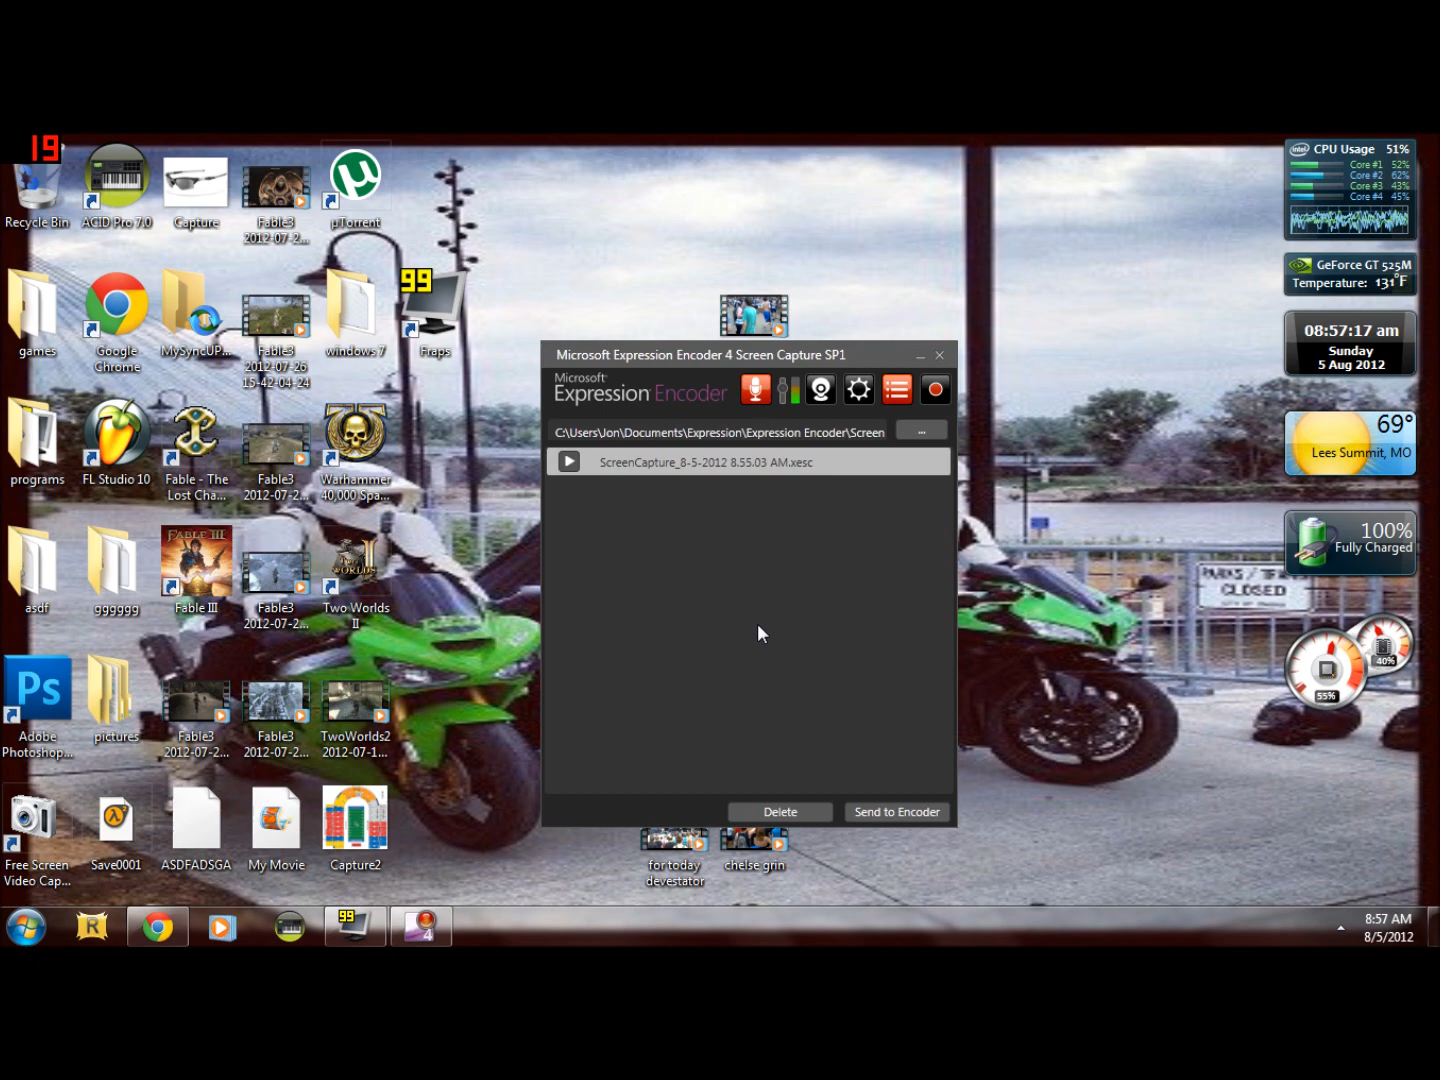 19
Recycle Bin
ACID Pro 7.0
Capture
Fable3
2012-07-2...
µ
µTorrent
games
Google
Chrome
MySyncUP...
Fable3
2012-07-26
15-42-04-24
windows 7
99
Fraps
programs
FL Studio 10
Fable - The
Lost Cha...
Fable3
2012-07-2...
Warhammer
40,000 Spa...
asdf
gggggg
FABLE III
Fable III
Fable3
2012-07-2...
II
WORLDS
Two Worlds
II
Ps
Adobe
Photoshop...
pictures
Fable3
2012-07-2...
Fable3
2012-07-2...
TwoWorlds2
2012-07-1...
Free Screen
Video Cap...
Save0001
ASDFADSGA
My Movie
Capture2
for today
devestator
chelse grin
Microsoft Expression Encoder 4 Screen Capture SP1
Microsoft
Expression Encoder
C:\Users\Jon\Documents\Expression\Expression Encoder\Screen
...
ScreenCapture_8-5-2012 8.55.03 AM.xesc
Delete
Send to Encoder
intel CPU Usage 51%
Core #1 52%
Core #2 62%
Core #3 43%
Core #4 45%
GeForce GT 525M
Temperature: 131°F
08:57:17 am
Sunday
5 Aug 2012
69°
Lees Summit, MO
100%
Fully Charged
CLOSED
40%
55%
R
99
4
8:57 AM
8/5/2012